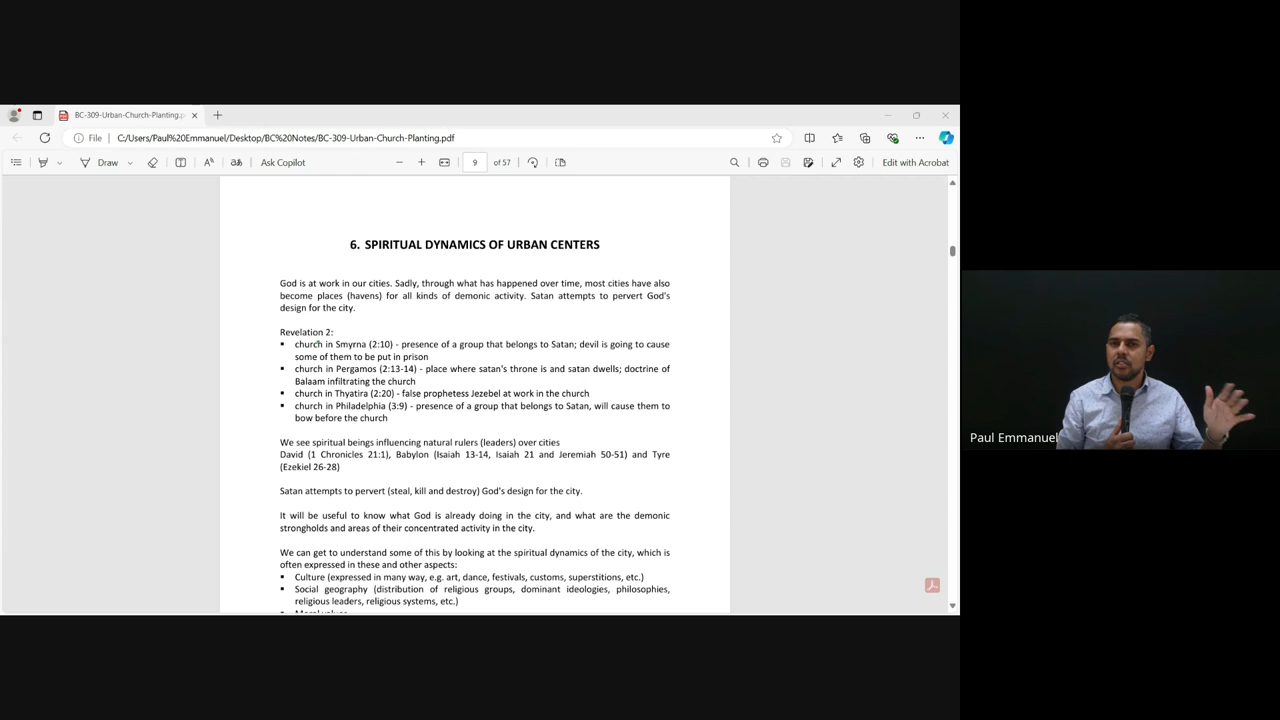 BC-309-Urban-Church-Planting.p
File
C:/Users/Paul%20Emmanuel/Desktop/BC%20Notes/BC-309-Urban-Church-Planting.pdf
Draw
Ask Copilot
9
of 57
Edit with Acrobat
6. SPIRITUAL DYNAMICS OF URBAN CENTERS
God is at work in our cities. Sadly, through what has happened over time, most cities have also
become places (havens) for all kinds of demonic activity. Satan attempts to pervert God's
design for the city.
Revelation 2:
▪ church in Smyrna (2:10) - presence of a group that belongs to Satan; devil is going to cause
some of them to be put in prison
▪ church in Pergamos (2:13-14) - place where satan's throne is and satan dwells; doctrine of
Balaam infiltrating the church
▪ church in Thyatira (2:20) - false prophetess Jezebel at work in the church
▪ church in Philadelphia (3:9) - presence of a group that belongs to Satan, will cause them to
bow before the church
We see spiritual beings influencing natural rulers (leaders) over cities
David (1 Chronicles 21:1), Babylon (Isaiah 13-14, Isaiah 21 and Jeremiah 50-51) and Tyre
(Ezekiel 26-28)
Satan attempts to pervert (steal, kill and destroy) God's design for the city.
It will be useful to know what God is already doing in the city, and what are the demonic
strongholds and areas of their concentrated activity in the city.
We can get to understand some of this by looking at the spiritual dynamics of the city, which is
often expressed in these and other aspects:
▪ Culture (expressed in many way, e.g. art, dance, festivals, customs, superstitions, etc.)
▪ Social geography (distribution of religious groups, dominant ideologies, philosophies,
religious leaders, religious systems, etc.)
Paul Emmanuel